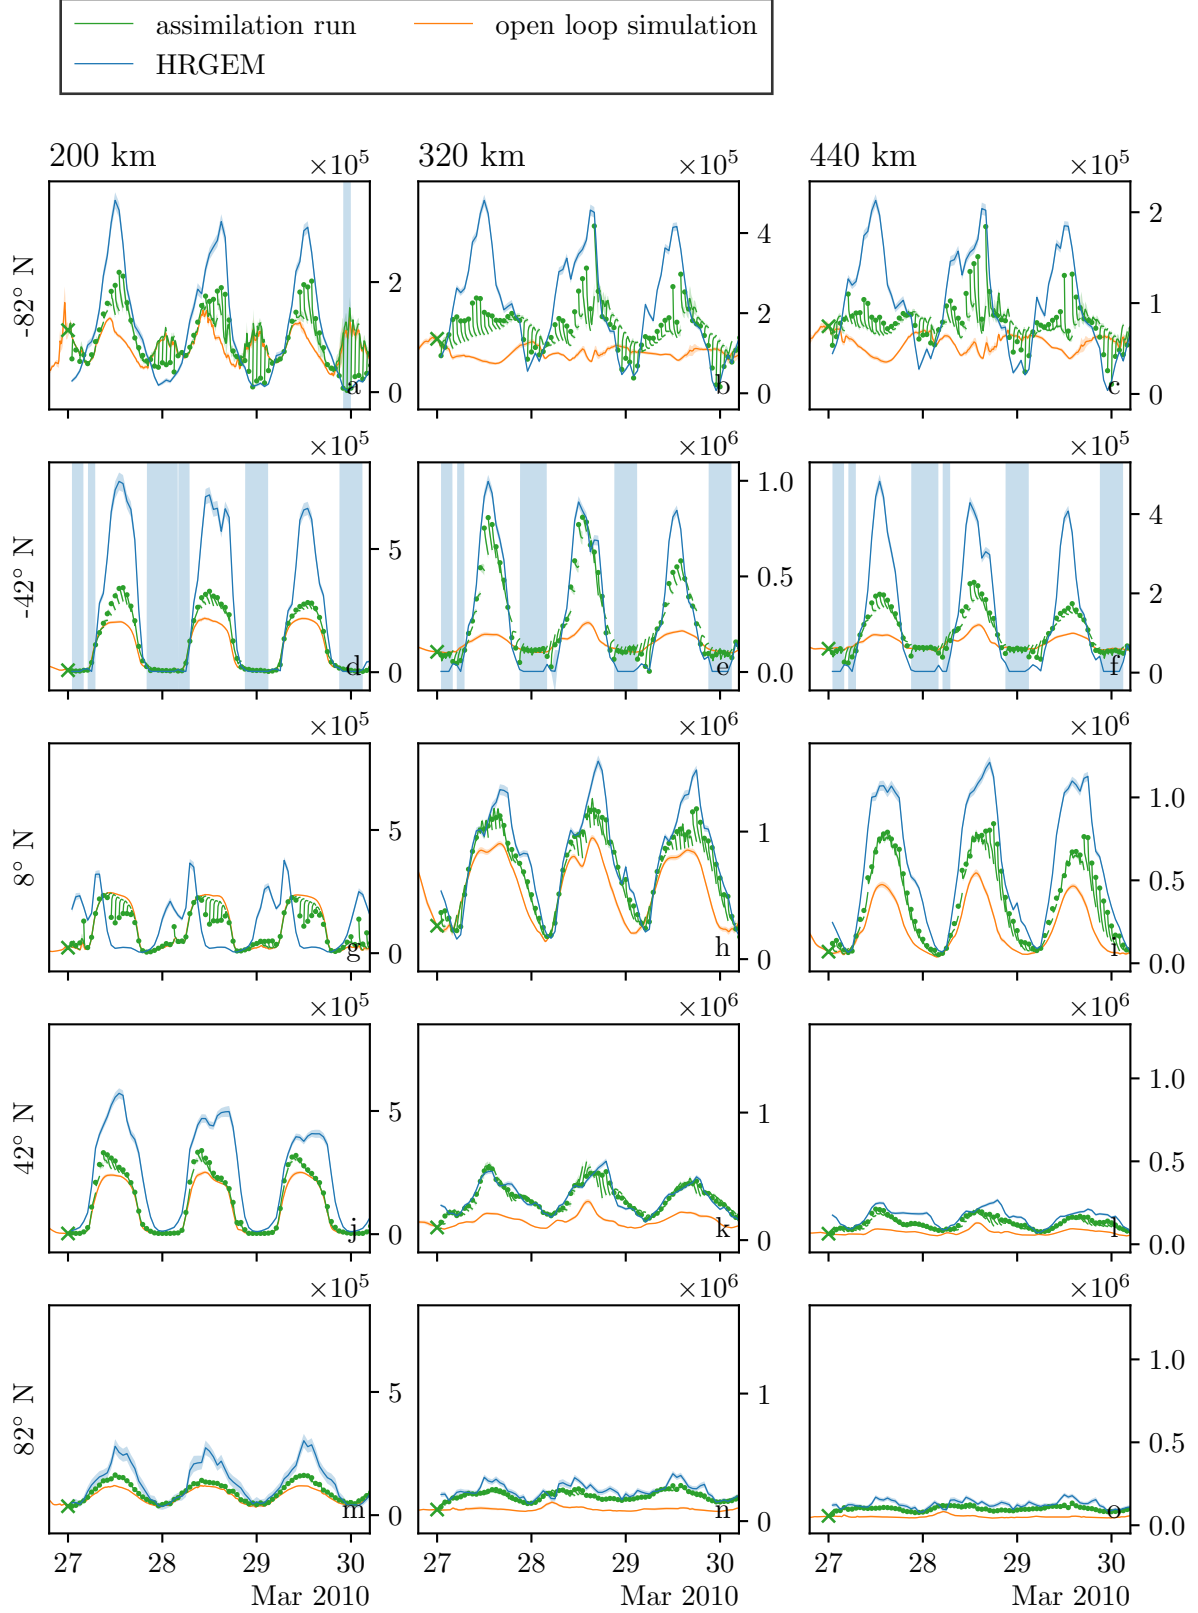 assimilation run
open loop simulation
HRGEM
200 km
320 km
440 km
×10⁵
×10⁵
×10⁵
-82° N
2
0
a
4
2
0
b
2
1
0
c
×10⁵
×10⁶
×10⁵
-42° N
5
0
d
1.0
0.5
0.0
e
4
2
0
f
×10⁵
×10⁶
×10⁶
8° N
5
0
g
1
0
h
1.0
0.5
0.0
i
×10⁵
×10⁶
×10⁶
42° N
5
0
j
1
0
k
1.0
0.5
0.0
l
×10⁵
×10⁶
×10⁶
82° N
5
0
m
1
0
n
1.0
0.5
0.0
o
27 28 29 30
27 28 29 30
27 28 29 30
Mar 2010
Mar 2010
Mar 2010